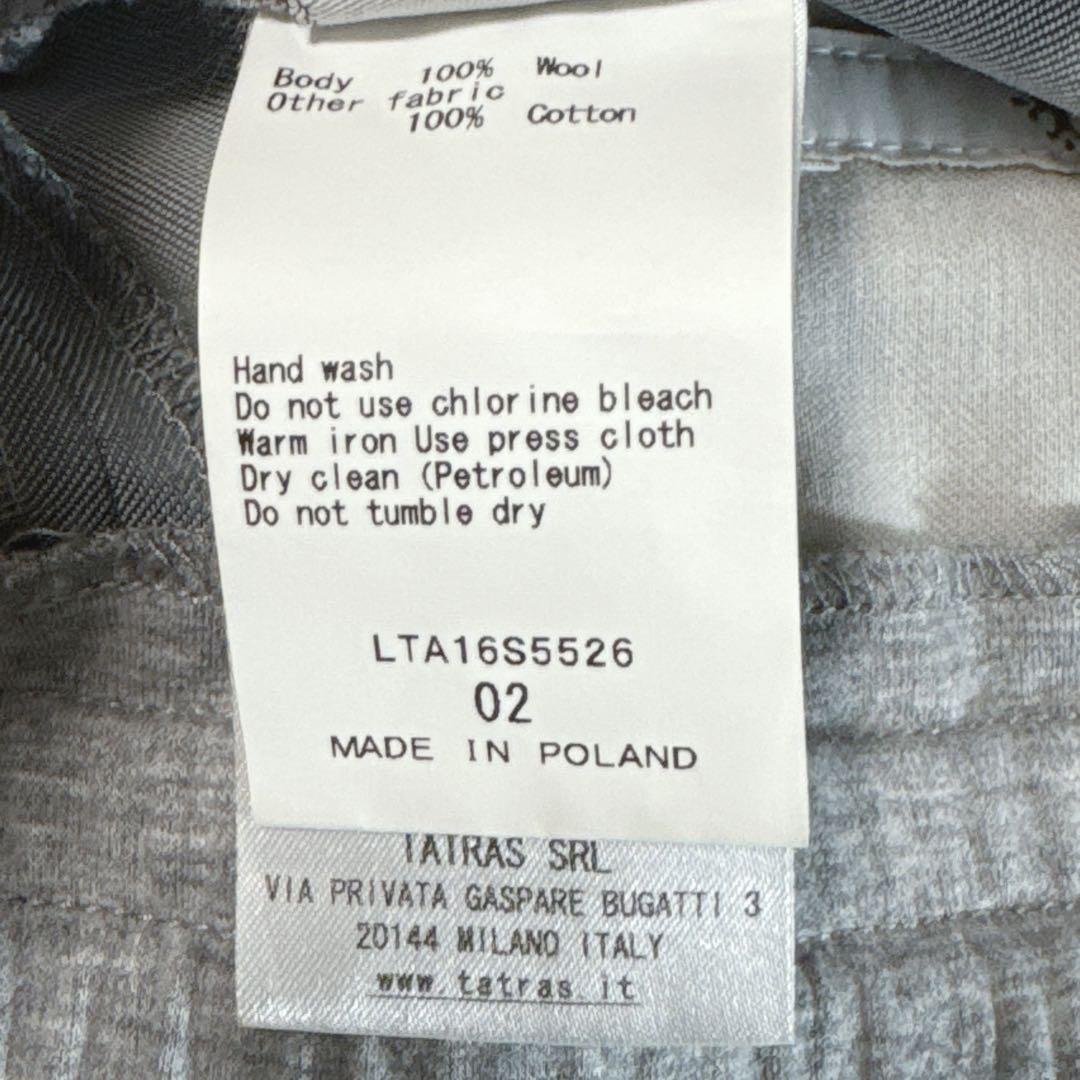 Body 100% Wool
Other fabric
100% Cotton
Hand wash
Do not use chlorine bleach
Warm iron Use press cloth
Dry clean (Petroleum)
Do not tumble dry
LTA16S5526
02
MADE IN POLAND
TATRAS SRL
VIA PRIVATA GASPARE BUGATTI 3
20144 MILANO ITALY
www.tatras.it